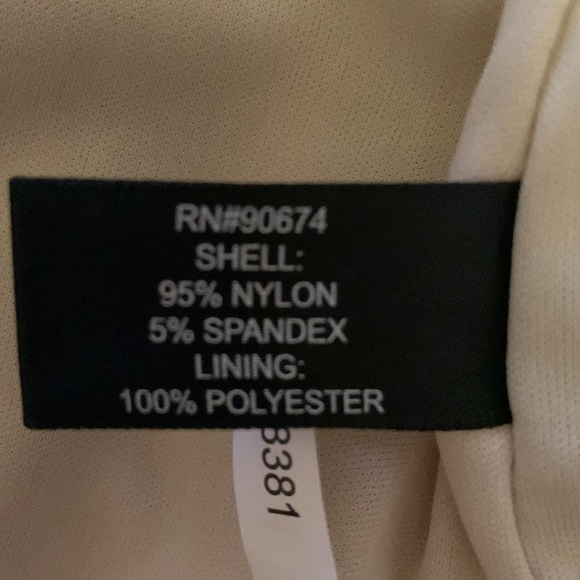 RN#90674
SHELL:
95% NYLON
5% SPANDEX
LINING:
100% POLYESTER
8381